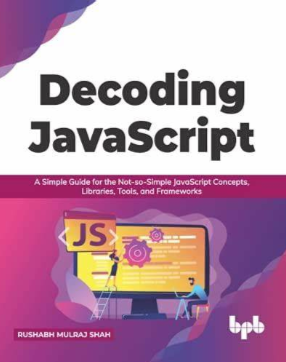 Decoding
JavaScript
A Simple Guide for the Not-so-Simple JavaScript Concepts,
Libraries, Tools, and Frameworks
JS
RUSHABH MULRAJ SHAH
bpb